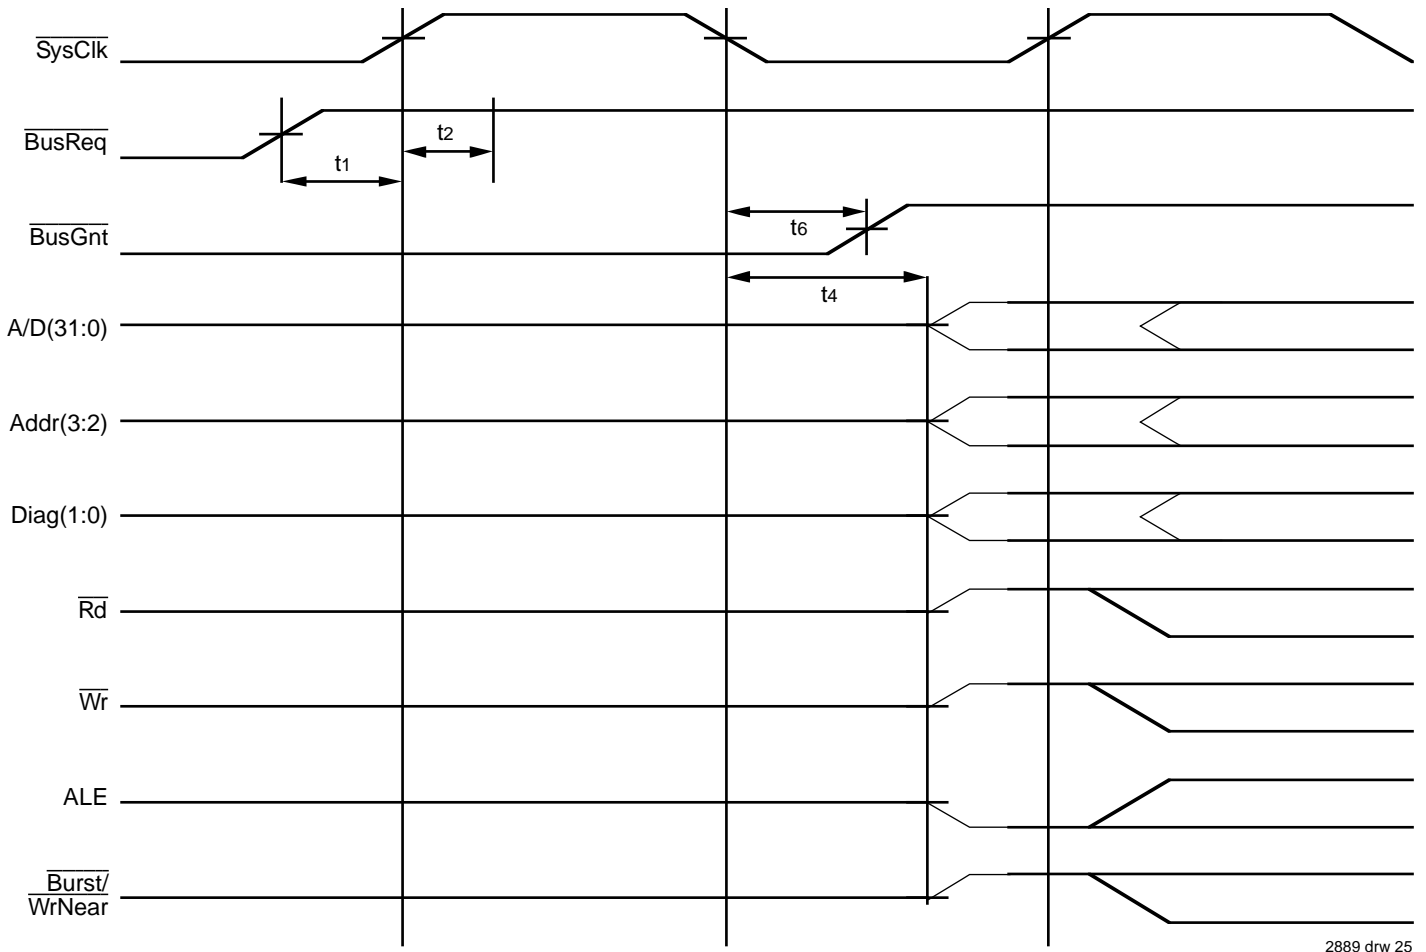 SysClk
BusReq
t1
t2
BusGnt
t6
t4
A/D(31:0)
Addr(3:2)
Diag(1:0)
Rd
Wr
ALE
Burst/
WrNear
2889 drw 25